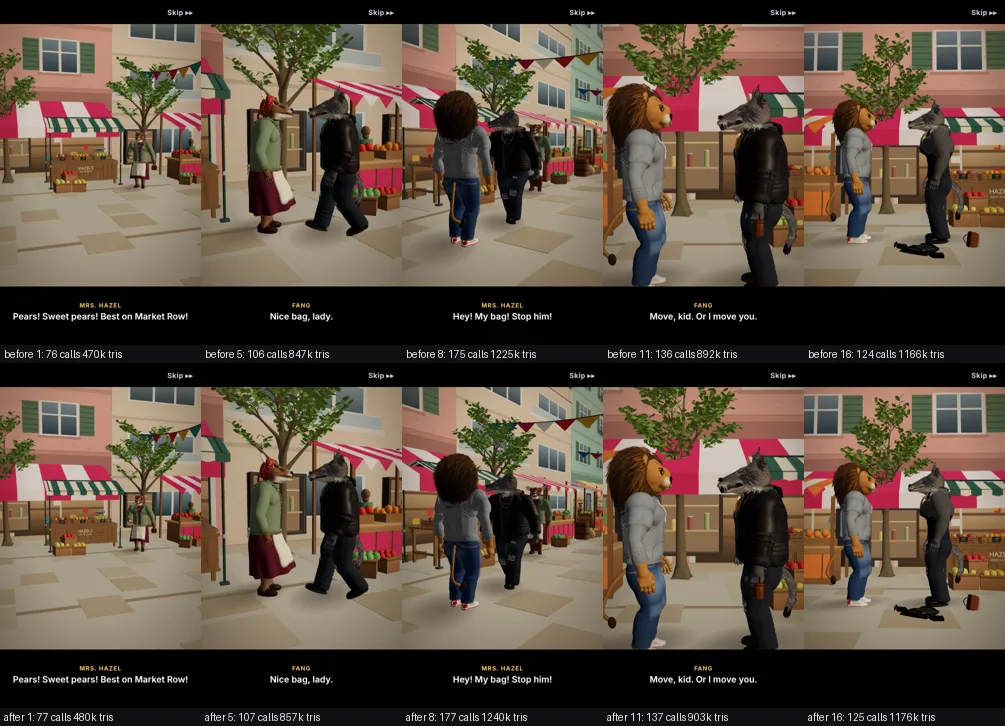 Skip ▸▸
Skip ▸▸
Skip ▸▸
Skip ▸▸
Skip ▸▸
HAZEL'S
HAZ
MRS. HAZEL
Pears! Sweet pears! Best on Market Row!
FANG
Nice bag, lady.
MRS. HAZEL
Hey! My bag! Stop him!
FANG
Move, kid. Or I move you.
before 1: 76 calls 470k tris
before 5: 106 calls 847k tris
before 8: 175 calls 1225k tris
before 11: 136 calls 892k tris
before 16: 124 calls 1166k tris
Skip ▸▸
Skip ▸▸
Skip ▸▸
Skip ▸▸
Skip ▸▸
HAZEL'S
HAZ
MRS. HAZEL
Pears! Sweet pears! Best on Market Row!
FANG
Nice bag, lady.
MRS. HAZEL
Hey! My bag! Stop him!
FANG
Move, kid. Or I move you.
after 1: 77 calls 480k tris
after 5: 107 calls 857k tris
after 8: 177 calls 1240k tris
after 11: 137 calls 903k tris
after 16: 125 calls 1176k tris